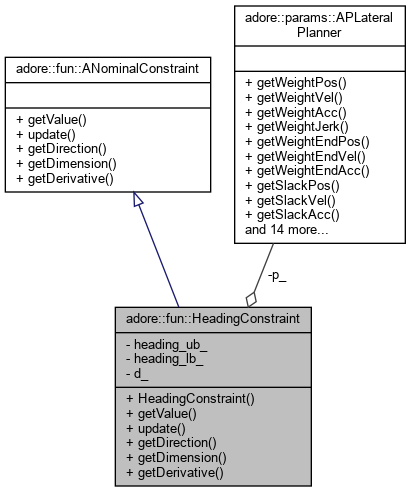 adore::params::APLateral
Planner
+ getWeightPos()
+ getWeightVel()
+ getWeightAcc()
+ getWeightJerk()
+ getWeightEndPos()
+ getWeightEndVel()
+ getWeightEndAcc()
+ getSlackPos()
+ getSlackVel()
+ getSlackAcc()
and 14 more...
adore::fun::ANominalConstraint
+ getValue()
+ update()
+ getDirection()
+ getDimension()
+ getDerivative()
-p_
adore::fun::HeadingConstraint
- heading_ub_
- heading_lb_
- d_
+ HeadingConstraint()
+ getValue()
+ update()
+ getDirection()
+ getDimension()
+ getDerivative()